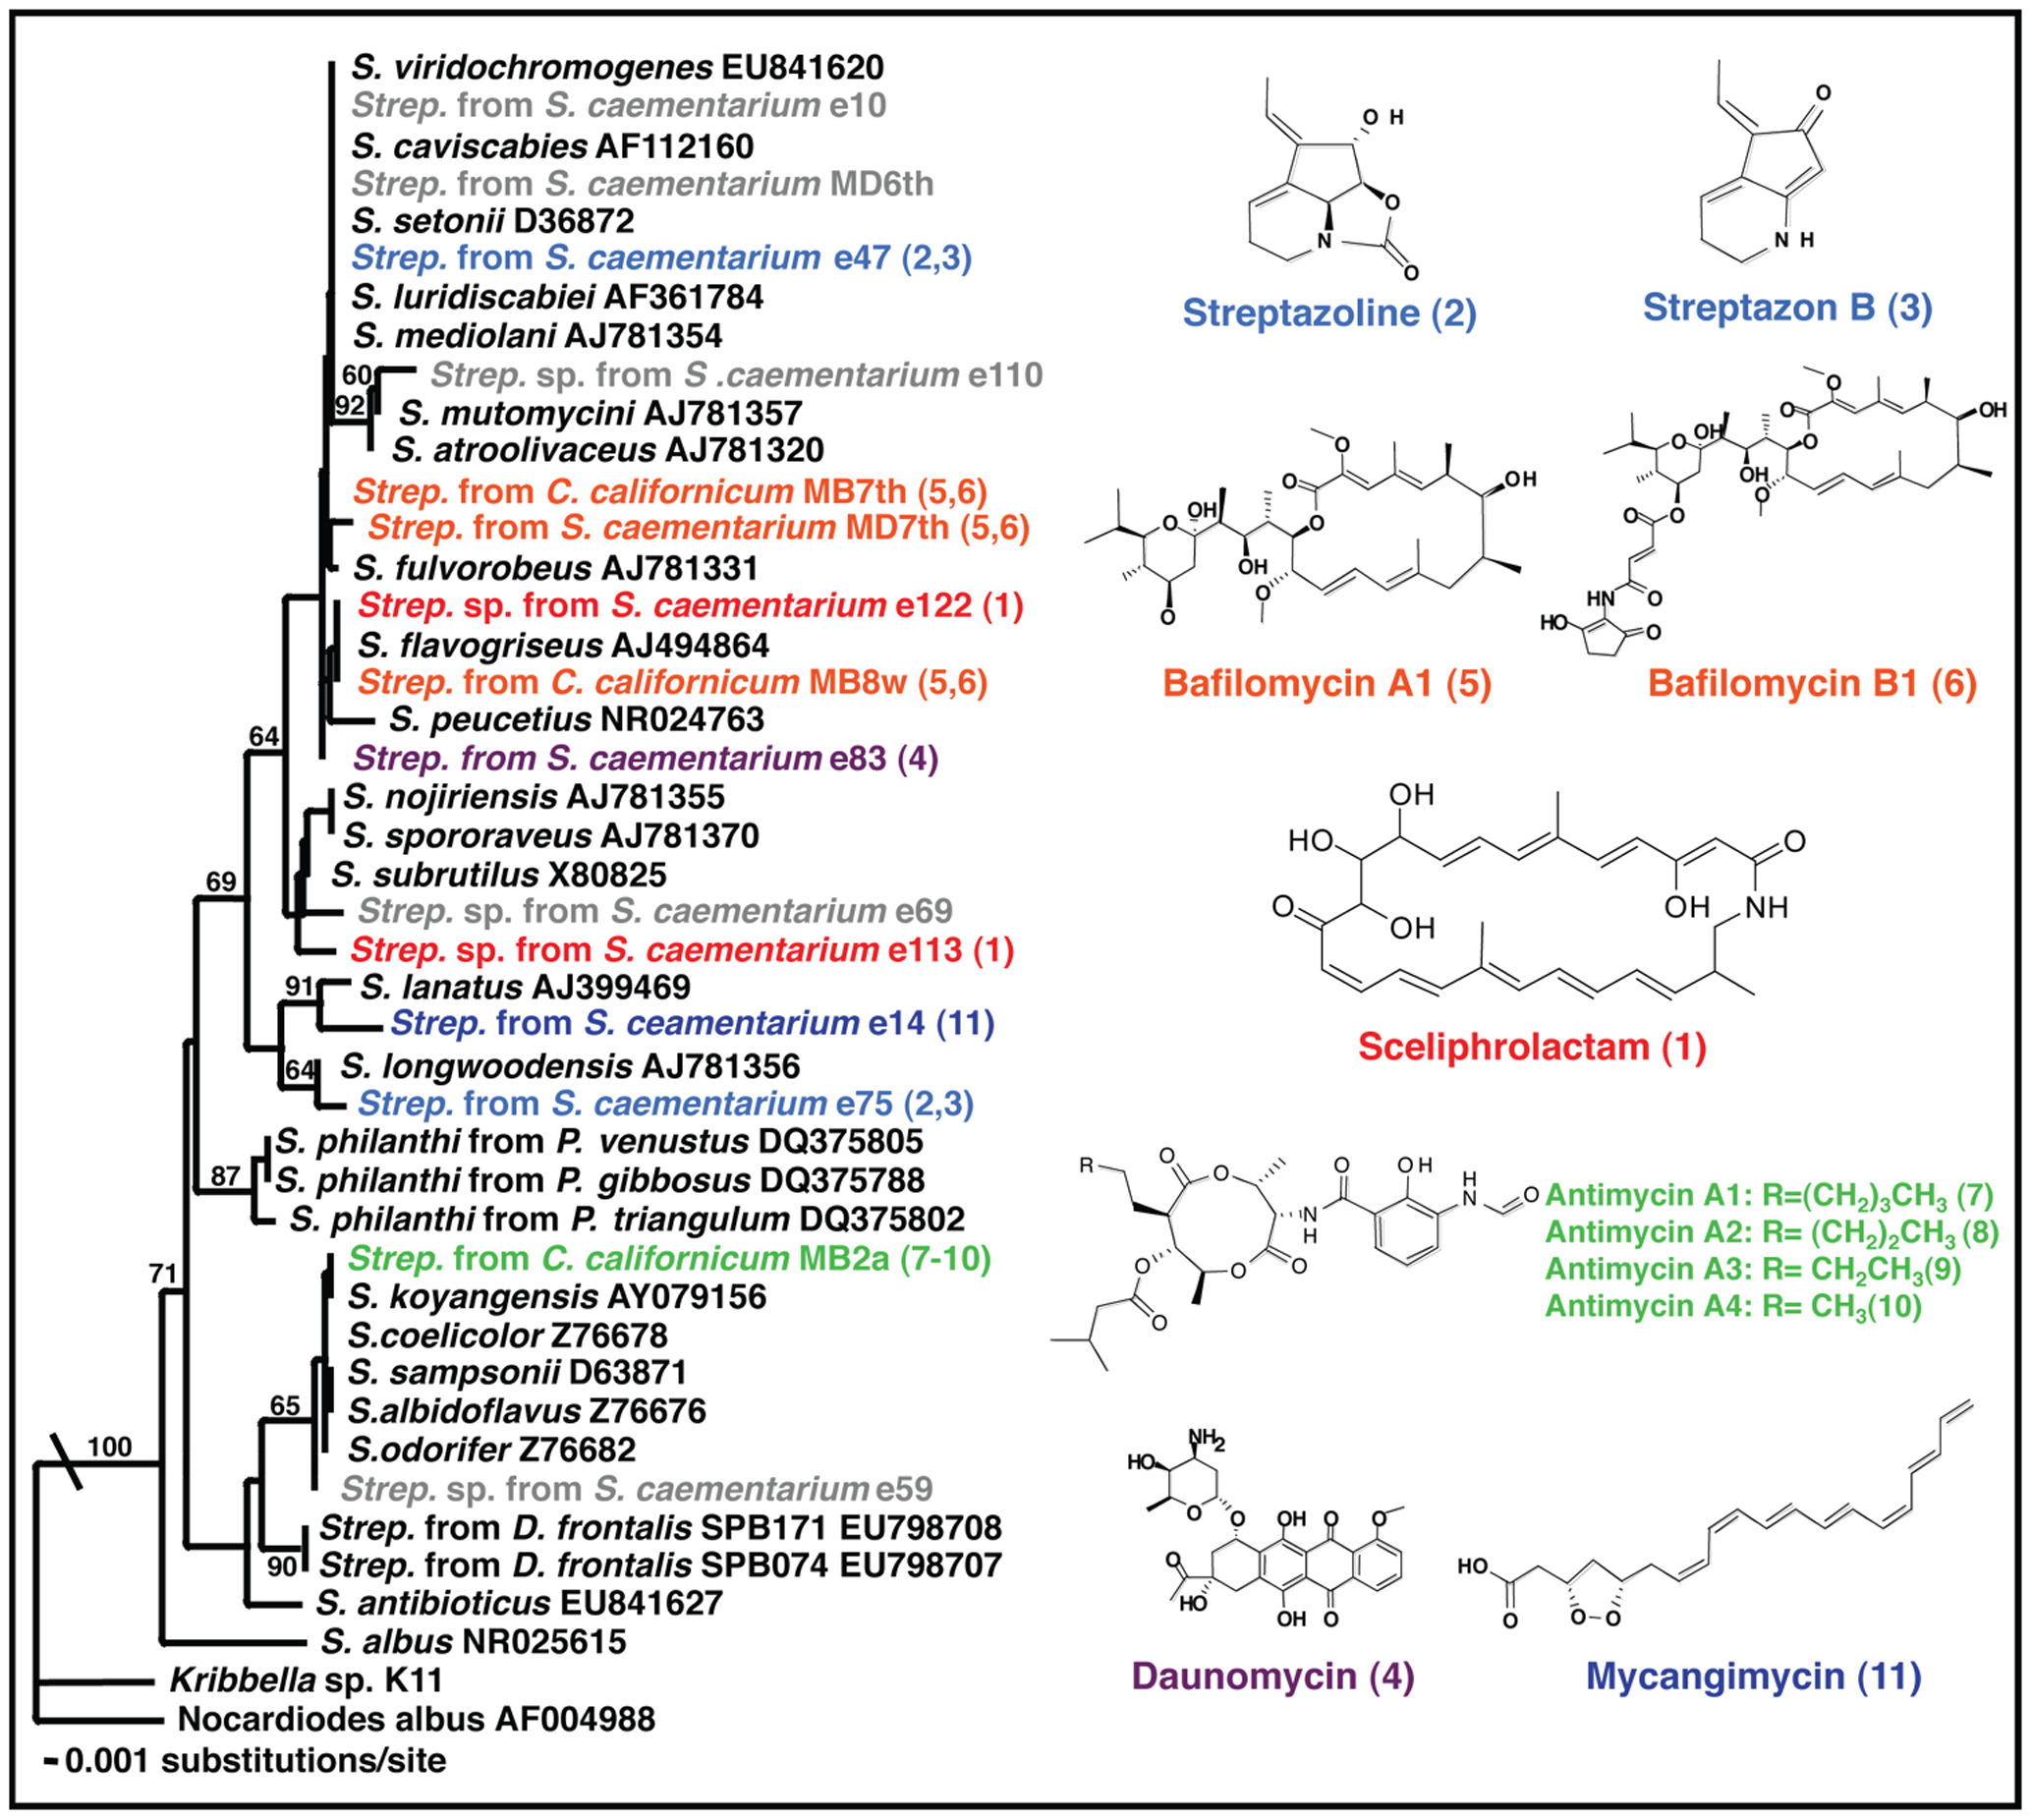 S. viridochromogenes EU841620
Strep. from S. caementarium e10
S. caviscabies AF112160
Strep. from S. caementarium MD6th
S. setonii D36872
Strep. from S. caementarium e47 (2,3)
S. luridiscabiei AF361784
S. mediolani AJ781354
60
Strep. sp. from S .caementarium e110
92
S. mutomycini AJ781357
S. atroolivaceus AJ781320
Strep. from C. californicum MB7th (5,6)
Strep. from S. caementarium MD7th (5,6)
S. fulvorobeus AJ781331
Strep. sp. from S. caementarium e122 (1)
S. flavogriseus AJ494864
Strep. from C. californicum MB8w (5,6)
S. peucetius NR024763
64
Strep. from S. caementarium e83 (4)
S. nojiriensis AJ781355
S. spororaveus AJ781370
S. subrutilus X80825
69
Strep. sp. from S. caementarium e69
Strep. sp. from S. caementarium e113 (1)
91
S. lanatus AJ399469
Strep. from S. ceamentarium e14 (11)
64
S. longwoodensis AJ781356
Strep. from S. caementarium e75 (2,3)
S. philanthi from P. venustus DQ375805
87
S. philanthi from P. gibbosus DQ375788
S. philanthi from P. triangulum DQ375802
Strep. from C. californicum MB2a (7-10)
71
S. koyangensis AY079156
S.coelicolor Z76678
S. sampsonii D63871
65
S.albidoflavus Z76676
S.odorifer Z76682
100
Strep. sp. from S. caementarium e59
Strep. from D. frontalis SPB171 EU798708
90
Strep. from D. frontalis SPB074 EU798707
S. antibioticus EU841627
S. albus NR025615
Kribbella sp. K11
Nocardiodes albus AF004988
0.001 substitutions/site
O H
O
N
O
Streptazoline (2)
O
N H
Streptazon B (3)
O
O
O
OH
O
OH
OH
O
O
Bafilomycin A1 (5)
O
O
O
OH
O
OH
OH
O
O
O
HN
O
HO
O
Bafilomycin B1 (6)
OH
HO
O
OH
O
OH
NH
Sceliphrolactam (1)
R
O
O
O
OH
H
N
O
N
H
O
O
O
O
Antimycin A1: R=(CH2)3CH3 (7)
Antimycin A2: R= (CH2)2CH3 (8)
Antimycin A3: R= CH2CH3(9)
Antimycin A4: R= CH3(10)
NH2
HO
O
O
OH
O
O
O
HO
OH
O
Daunomycin (4)
HO
O
O
O
Mycangimycin (11)